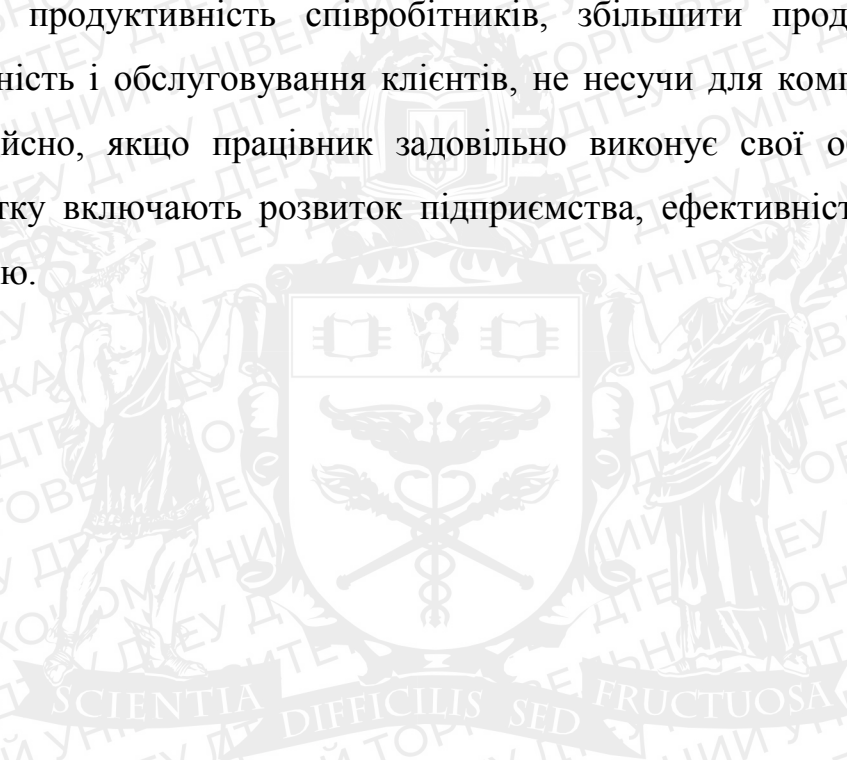 продуктивність співробітників, збільшити прод
ність і обслуговування клієнтів, не несучи для комп
йсно, якщо працівник задовільно виконує свої о
тку включають розвиток підприємства, ефективніст
ю.
SCIENTIA DIFFICILIS SED FRUCTUOSA